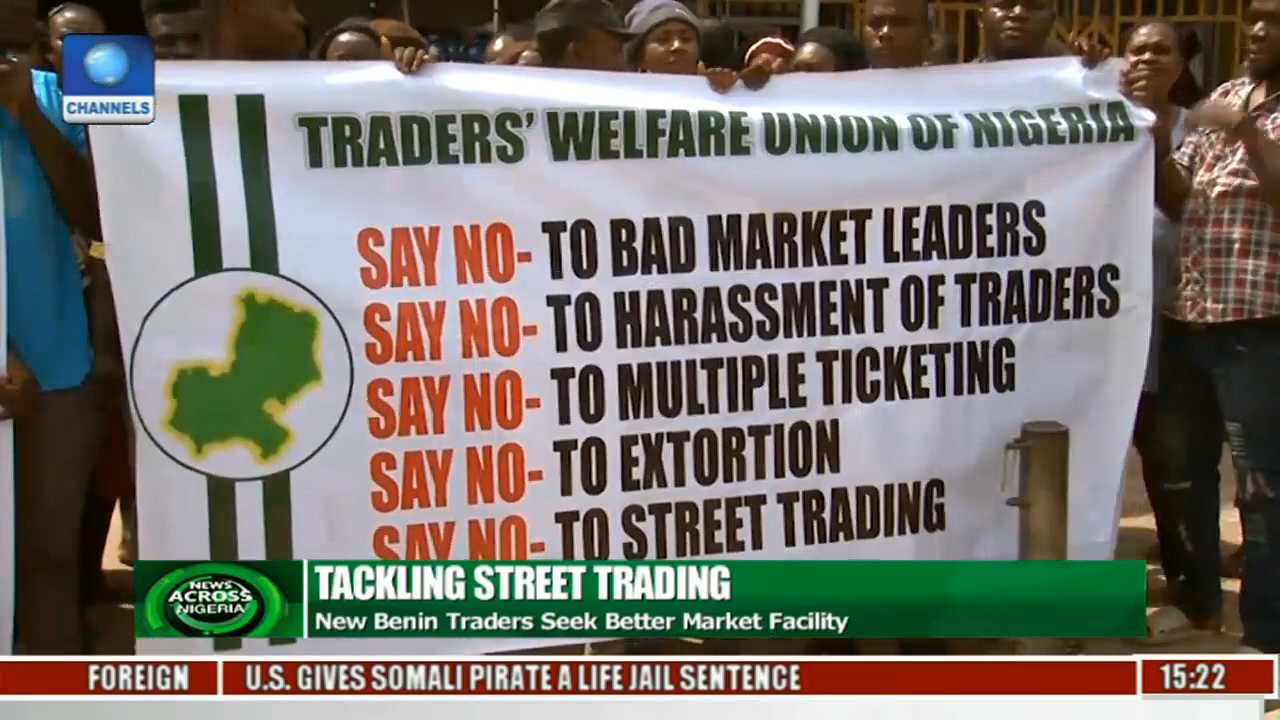 CHANNELS
TRADERS' WELFARE UNION OF NIGERIA
SAY NO- TO BAD MARKET LEADERS
SAY NO- TO HARASSMENT OF TRADERS
SAY NO- TO MULTIPLE TICKETING
SAY NO- TO EXTORTION
SAY NO- TO STREET TRADING
NEWS
ACROSS
NIGERIA
TACKLING STREET TRADING
New Benin Traders Seek Better Market Facility
FOREIGN U.S. GIVES SOMALI PIRATE A LIFE JAIL SENTENCE 15:22